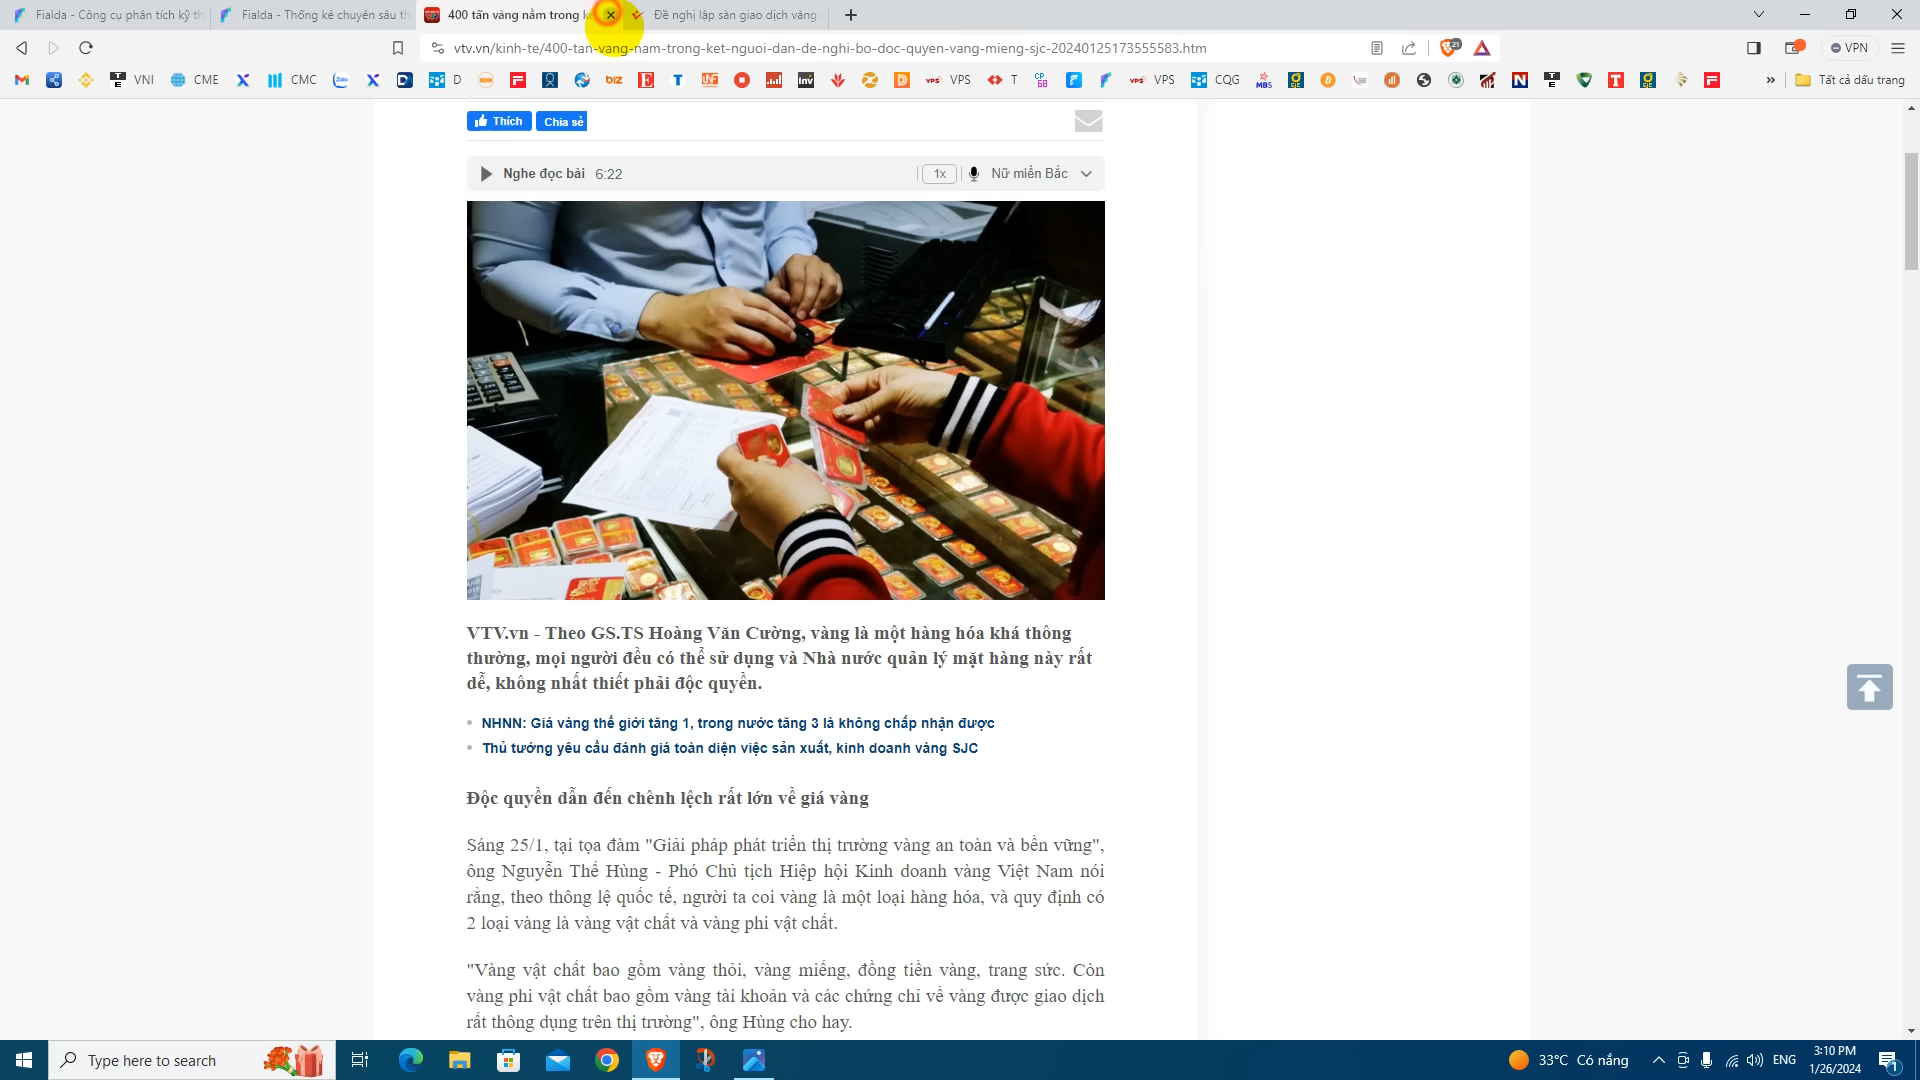 Fialda - Công cụ phân tích kỹ th
Fialda - Thống kê chuyên sâu th
400 tấn vàng nằm trong k
Đề nghị lập sàn giao dịch vàng
vtv.vn/kinh-te/400-tan-vang-nam-trong-ket-nguoi-dan-de-nghi-bo-doc-quyen-vang-mieng-sjc-20240125173555583.htm
21
VPN
VNI
CME
CMC
D
VPS
T
VPS
CQG
Tất cả dấu trang
Thích
Chia sẻ
Nghe đọc bài 6:22
1x
Nữ miền Bắc
VTV.vn - Theo GS.TS Hoàng Văn Cường, vàng là một hàng hóa khá thông
thường, mọi người đều có thể sử dụng và Nhà nước quản lý mặt hàng này rất
dễ, không nhất thiết phải độc quyền.
NHNN: Giá vàng thế giới tăng 1, trong nước tăng 3 là không chấp nhận được
Thủ tướng yêu cầu đánh giá toàn diện việc sản xuất, kinh doanh vàng SJC
Độc quyền dẫn đến chênh lệch rất lớn về giá vàng
Sáng 25/1, tại tọa đàm "Giải pháp phát triển thị trường vàng an toàn và bền vững",
ông Nguyễn Thế Hùng - Phó Chủ tịch Hiệp hội Kinh doanh vàng Việt Nam nói
rằng, theo thông lệ quốc tế, người ta coi vàng là một loại hàng hóa, và quy định có
2 loại vàng là vàng vật chất và vàng phi vật chất.
"Vàng vật chất bao gồm vàng thỏi, vàng miếng, đồng tiền vàng, trang sức. Còn
vàng phi vật chất bao gồm vàng tài khoản và các chứng chỉ về vàng được giao dịch
rất thông dụng trên thị trường", ông Hùng cho hay.
Type here to search
33°C Có nắng
ENG
3:10 PM
1/26/2024
1